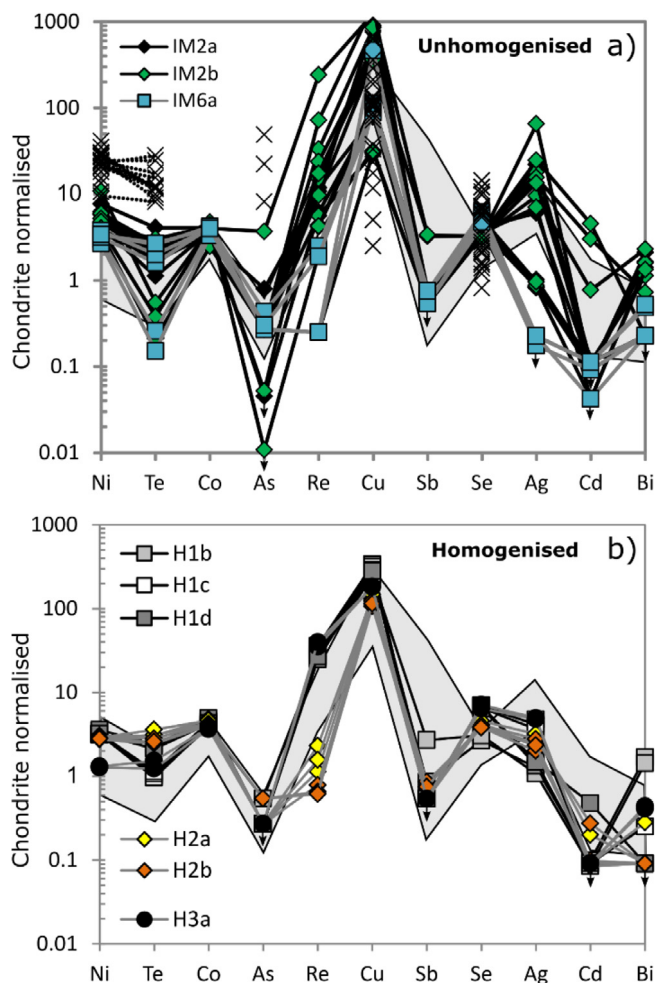 1000
100
10
1
0.1
0.01
Chondrite normalised
IM2a
IM2b
IM6a
Unhomogenised
a)
Ni Te Co As Re Cu Sb Se Ag Cd Bi
1000
100
10
1
0.1
0.01
Chondrite normalised
H1b
H1c
H1d
Homogenised
b)
H2a
H2b
H3a
Ni Te Co As Re Cu Sb Se Ag Cd Bi